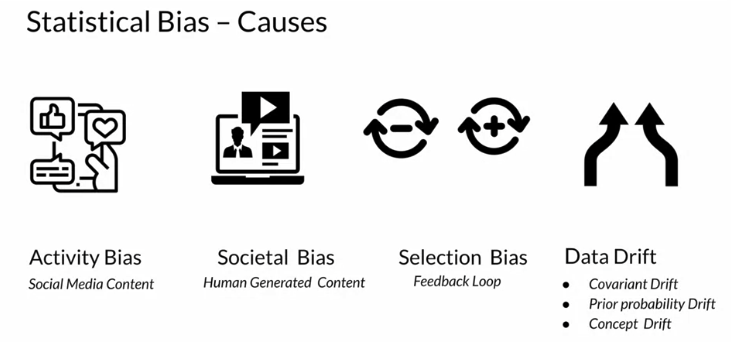 Statistical Bias – Causes
Activity Bias
Social Media Content
Societal Bias
Human Generated Content
Selection Bias
Feedback Loop
Data Drift
• Covariant Drift
• Prior probability Drift
• Concept Drift